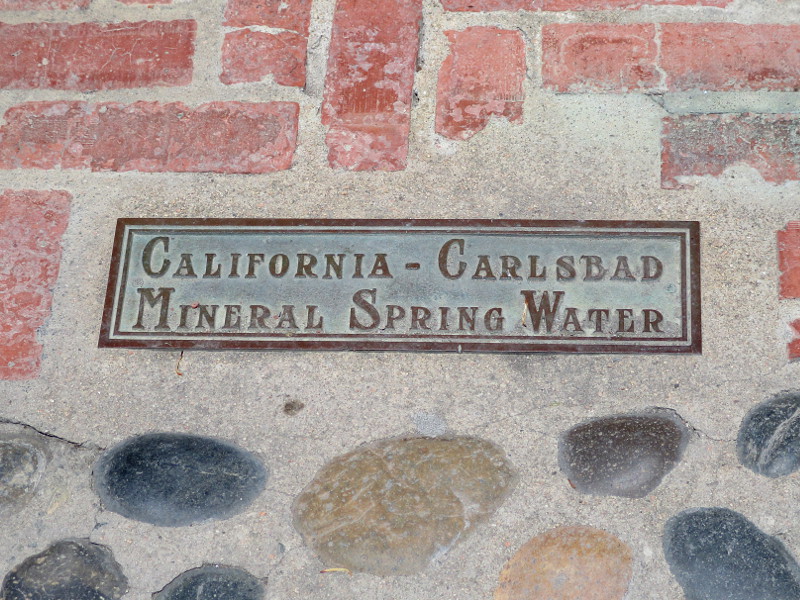 California - Carlsbad
Mineral Spring Water